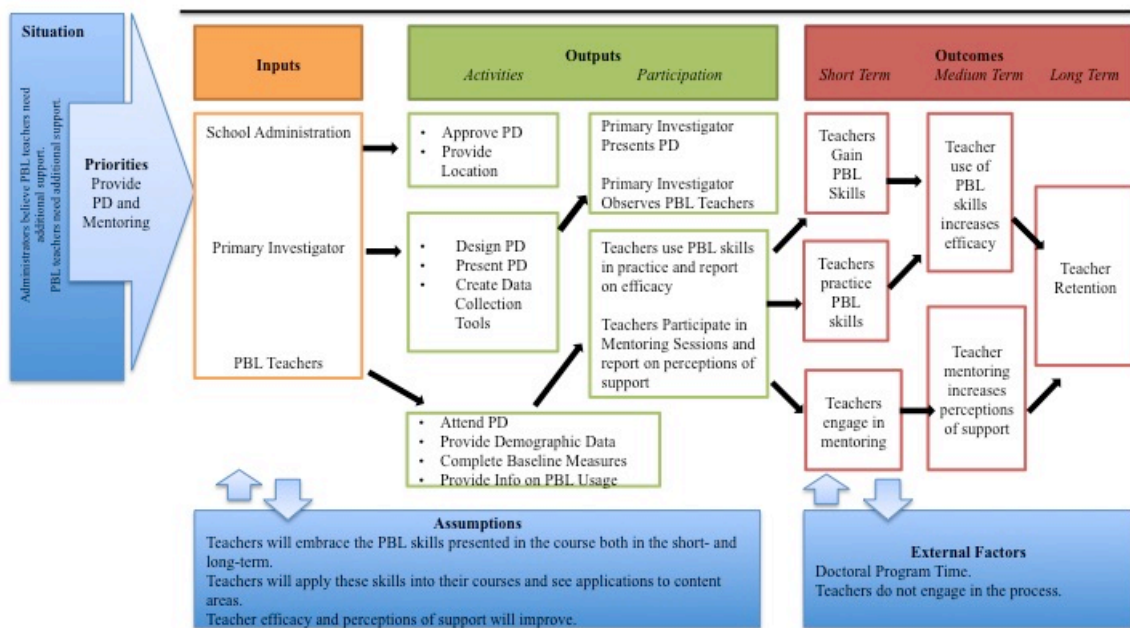 Situation
Administrators believe PBL teachers need
additional support.
PBL teachers need additional support.
Priorities
Provide
PD and
Mentoring
Inputs
School Administration
Primary Investigator
PBL Teachers
Outputs
Activities
Participation
• Approve PD
• Provide
Location
• Design PD
• Present PD
• Create Data
Collection
Tools
• Attend PD
• Provide Demographic Data
• Complete Baseline Measures
• Provide Info on PBL Usage
Primary Investigator
Presents PD
Primary Investigator
Observes PBL Teachers
Teachers use PBL skills
in practice and report
on efficacy
Teachers Participate in
Mentoring Sessions and
report on perceptions of
support
Outcomes
Short Term
Medium Term
Long Term
Teachers
Gain
PBL
Skills
Teachers
practice
PBL
skills
Teachers
engage in
mentoring
Teacher
use of
PBL
skills
increases
efficacy
Teacher
mentoring
increases
perceptions
of support
Teacher
Retention
Assumptions
Teachers will embrace the PBL skills presented in the course both in the short- and
long-term.
Teachers will apply these skills into their courses and see applications to content
areas.
Teacher efficacy and perceptions of support will improve.
External Factors
Doctoral Program Time.
Teachers do not engage in the process.